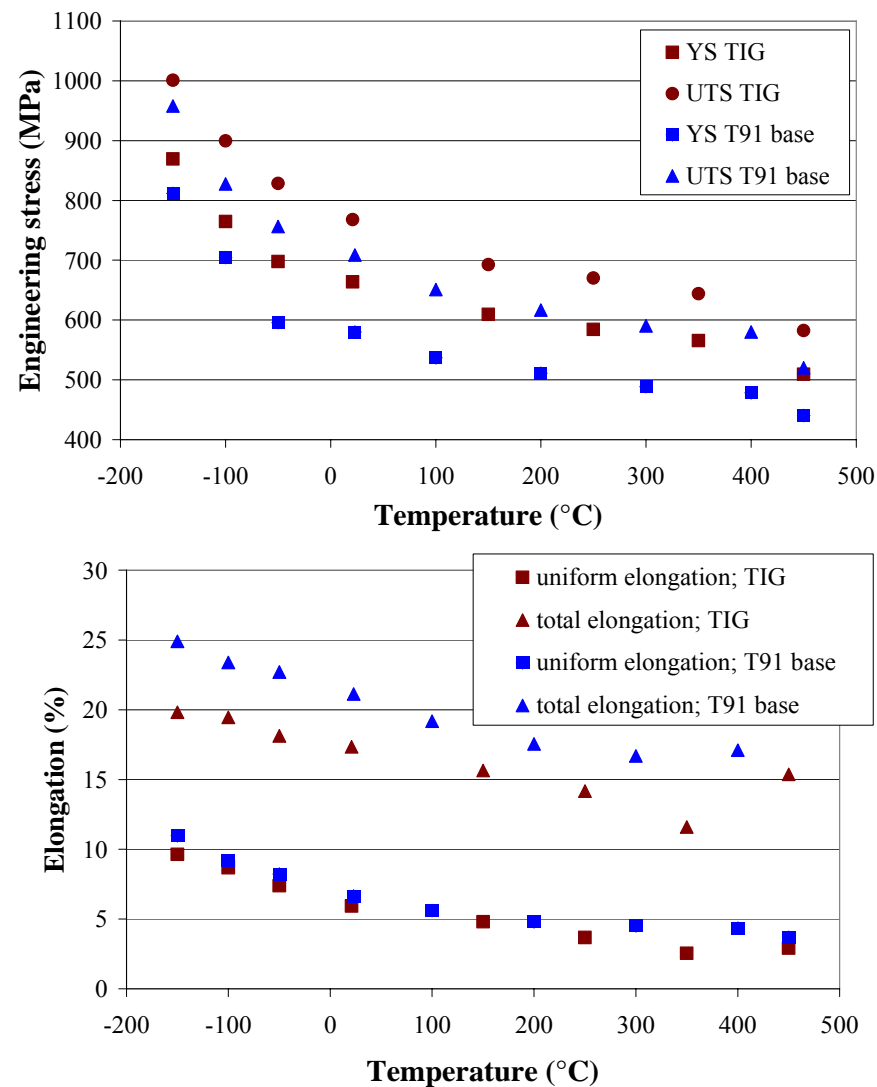 1100
1000
900
800
700
600
500
400
Engineering stress (MPa)
YS TIG
UTS TIG
YS T91 base
UTS T91 base
-200 -100 0 100 200 300 400 500
Temperature (°C)
30
25
20
15
10
5
0
Elongation (%)
uniform elongation; TIG
total elongation; TIG
uniform elongation; T91 base
total elongation; T91 base
-200 -100 0 100 200 300 400 500
Temperature (°C)